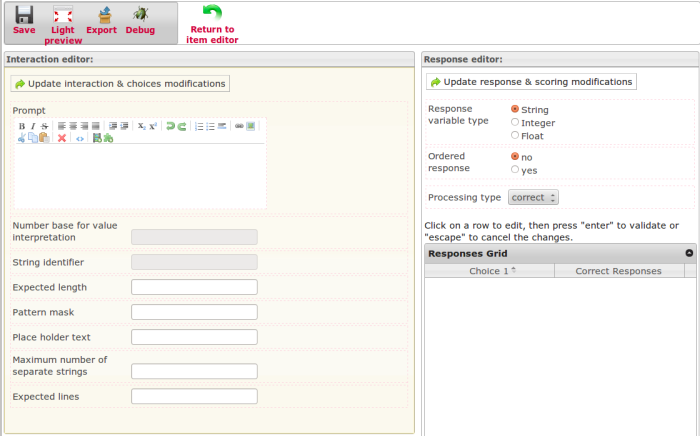 Save
Light
preview
Export
Debug
Return to
item editor
Interaction editor:
Update interaction & choices modifications
Prompt
B I S X₂ X²
Number base for value
interpretation
String identifier
Expected length
Pattern mask
Place holder text
Maximum number of
separate strings
Expected lines
Response editor:
Update response & scoring modifications
Response
variable type
String
Integer
Float
Ordered
response
no
yes
Processing type
correct
Click on a row to edit, then press "enter" to validate or
"escape" to cancel the changes.
Responses Grid
Choice 1
Correct Responses